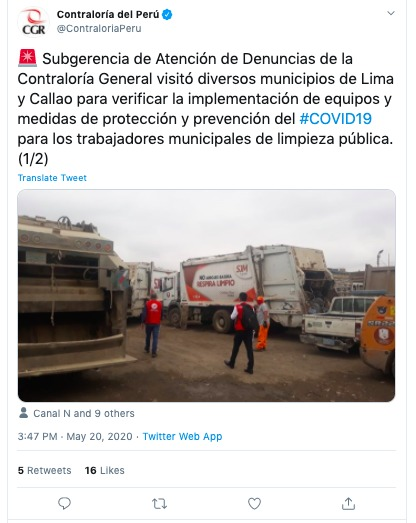 CGR
Contraloría del Perú
@ContraloriaPeru
🚨 Subgerencia de Atención de Denuncias de la
Contraloría General visitó diversos municipios de Lima
y Callao para verificar la implementación de equipos y
medidas de protección y prevención del #COVID19
para los trabajadores municipales de limpieza pública.
(1/2)
Translate Tweet
SJM
RESPIRA LIMPIO
Canal N and 9 others
3:47 PM · May 20, 2020 · Twitter Web App
5 Retweets 16 Likes